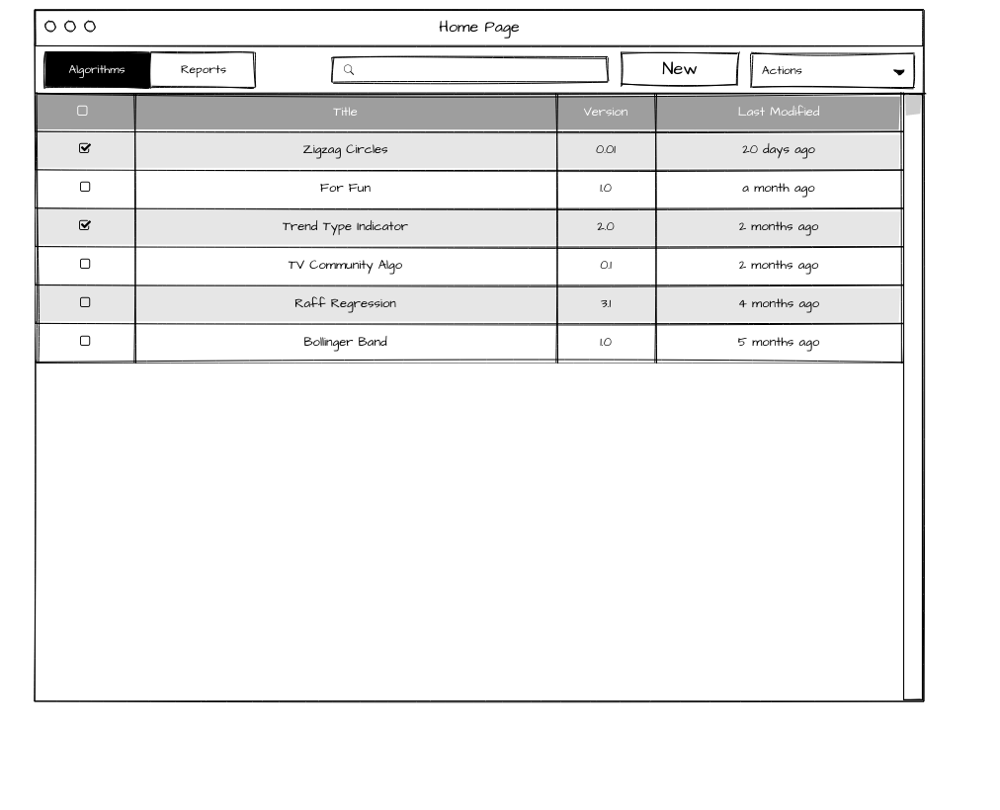 Home Page
Algorithms Reports New Actions
Title Version Last Modified
Zigzag Circles 0.01 20 days ago
For Fun 1.0 a month ago
Trend Type Indicator 2.0 2 months ago
TV Community Algo 0.1 2 months ago
Raff Regression 3.1 4 months ago
Bollinger Band 1.0 5 months ago